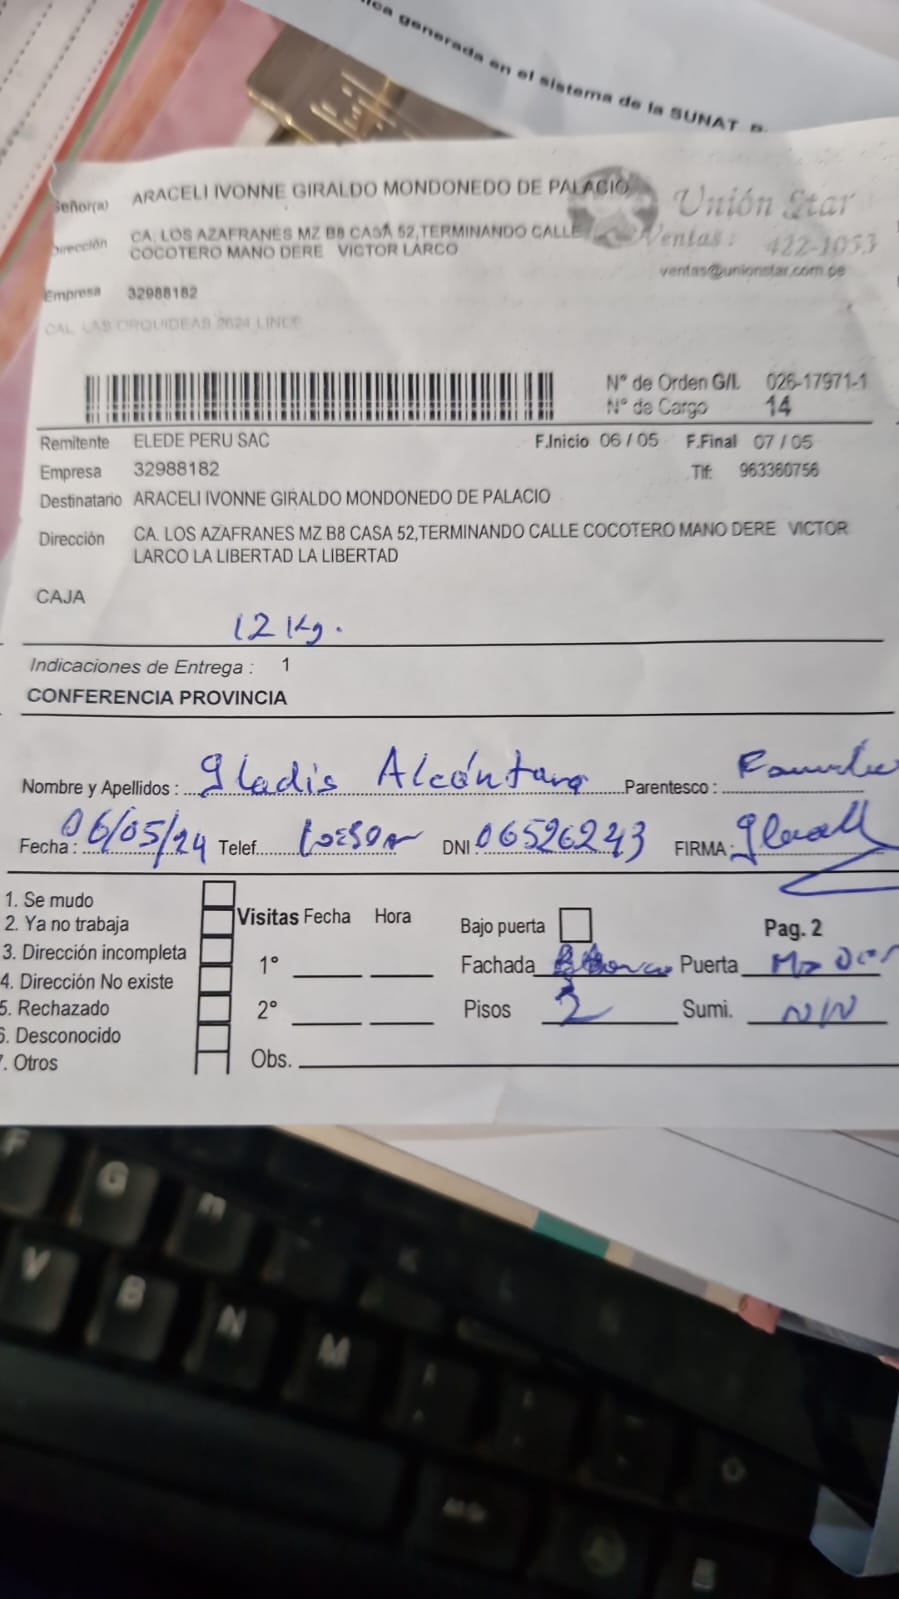 generada en el sistema de la SUNAT
Señor(a) ARACELI IVONNE GIRALDO MONDONEDO DE PALACIO
Unión Star
Dirección CA. LOS AZAFRANES MZ B8 CASA 52,TERMINANDO CALLE
COCOTERO MANO DERE VICTOR LARCO
Ventas: 422-1053
ventas@unionstar.com.pe
Empresa 32988182
CAL. LAS ORQUIDEAS 2624 LINCE
N° de Orden G/I. 026-17971-1
N° de Cargo 14
Remitente ELEDE PERU SAC F.Inicio 06 / 05 F.Final 07 / 05
Empresa 32988182 Tlf: 963360756
Destinatario ARACELI IVONNE GIRALDO MONDONEDO DE PALACIO
Dirección CA. LOS AZAFRANES MZ B8 CASA 52,TERMINANDO CALLE COCOTERO MANO DERE VICTOR
LARCO LA LIBERTAD LA LIBERTAD
CAJA
12 Kg.
Indicaciones de Entrega : 1
CONFERENCIA PROVINCIA
Nombre y Apellidos : Gladis Alcántara Parentesco :
Fecha : 06/05/24 Telef. DNI : 06526243 FIRMA :
1. Se mudo
2. Ya no trabaja
3. Dirección incompleta
4. Dirección No existe
5. Rechazado
6. Desconocido
7. Otros
Visitas Fecha Hora
1°
2°
Obs.
Bajo puerta Pag. 2
Fachada Puerta
Pisos 2 Sumi. N/N
F G
V B N M